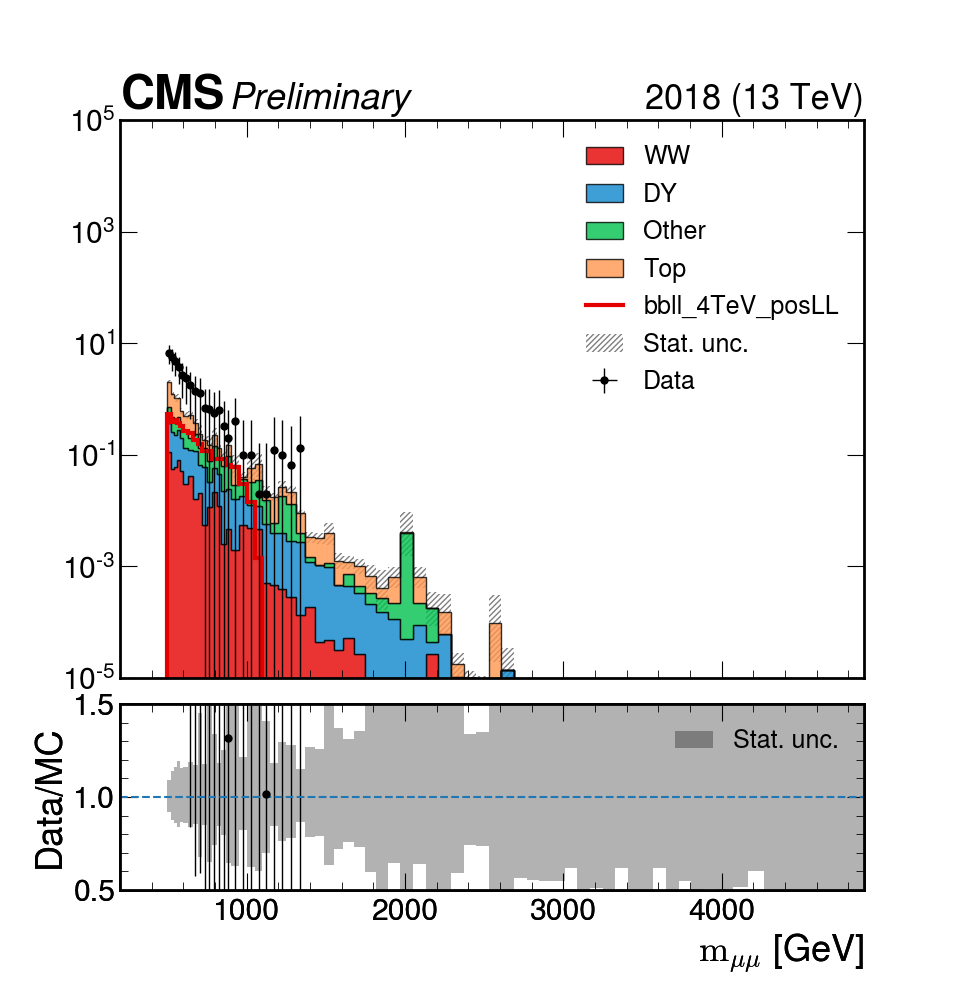 CMS Preliminary 2018 (13 TeV)
10^5
10^3
10^1
10^-1
10^-3
10^-5
WW
DY
Other
Top
bbll_4TeV_posLL
Stat. unc.
Data
1.5
1.0
0.5
Data/MC
Stat. unc.
1000 2000 3000 4000
m_μμ [GeV]